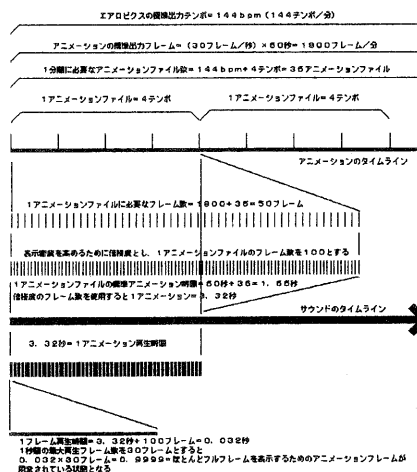 エアロビクスの標準出力テンポ=144bpm(144テンポ/分)
アニメーションの標準出力フレーム=(30フレーム/秒)×60秒=1800フレーム/分
1分間に必要なアニメーションファイル数=144bpm÷4テンポ=36アニメーションファイル
1アニメーションファイル=4テンポ
1アニメーションファイル=4テンポ
アニメーションのタイムライン
1アニメーションファイルに必要なフレーム数=1800÷36=50フレーム
表示密度を高めるために倍密度とし、1アニメーションファイルのフレーム数を100とする
1アニメーションファイルの標準アニメーション時間=60秒÷36=1.66秒
倍密度のフレーム数を使用すると1アニメーション=3.32秒
サウンドのタイムライン
3.32秒=1アニメーション再生時間
1フレーム再生時間=3.32秒÷100フレーム=0.032秒
1秒間の最大再生フレーム数を30フレームとすると
0.032×30フレーム=0.9999=ほとんどフルフレームを表示するためのアニメーションフレームが
用意されている状態となる